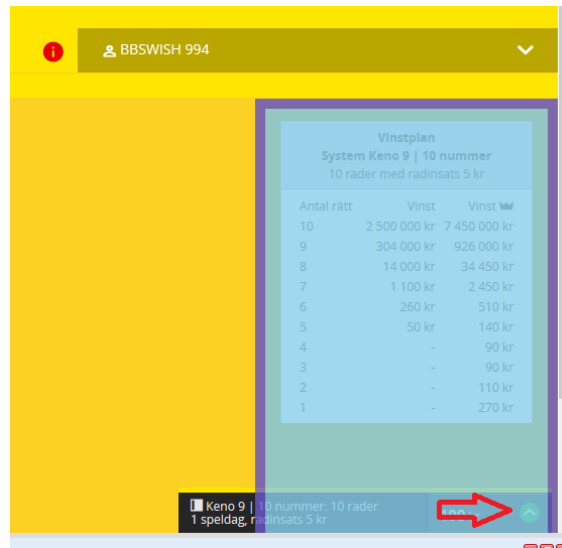 BBSWISH 994
Vinstplan
System Keno 9 | 10 nummer
10 rader med radinsats 5 kr
Antal rätt Vinst Vinst
10 2 500 000 kr 7 450 000 kr
9 304 000 kr 926 000 kr
8 14 000 kr 34 450 kr
7 1 100 kr 2 450 kr
6 260 kr 510 kr
5 50 kr 140 kr
4 - 90 kr
3 - 90 kr
2 - 110 kr
1 - 270 kr
Keno 9 | 10 nummer: 10 rader
1 speldag, radinsats 5 kr